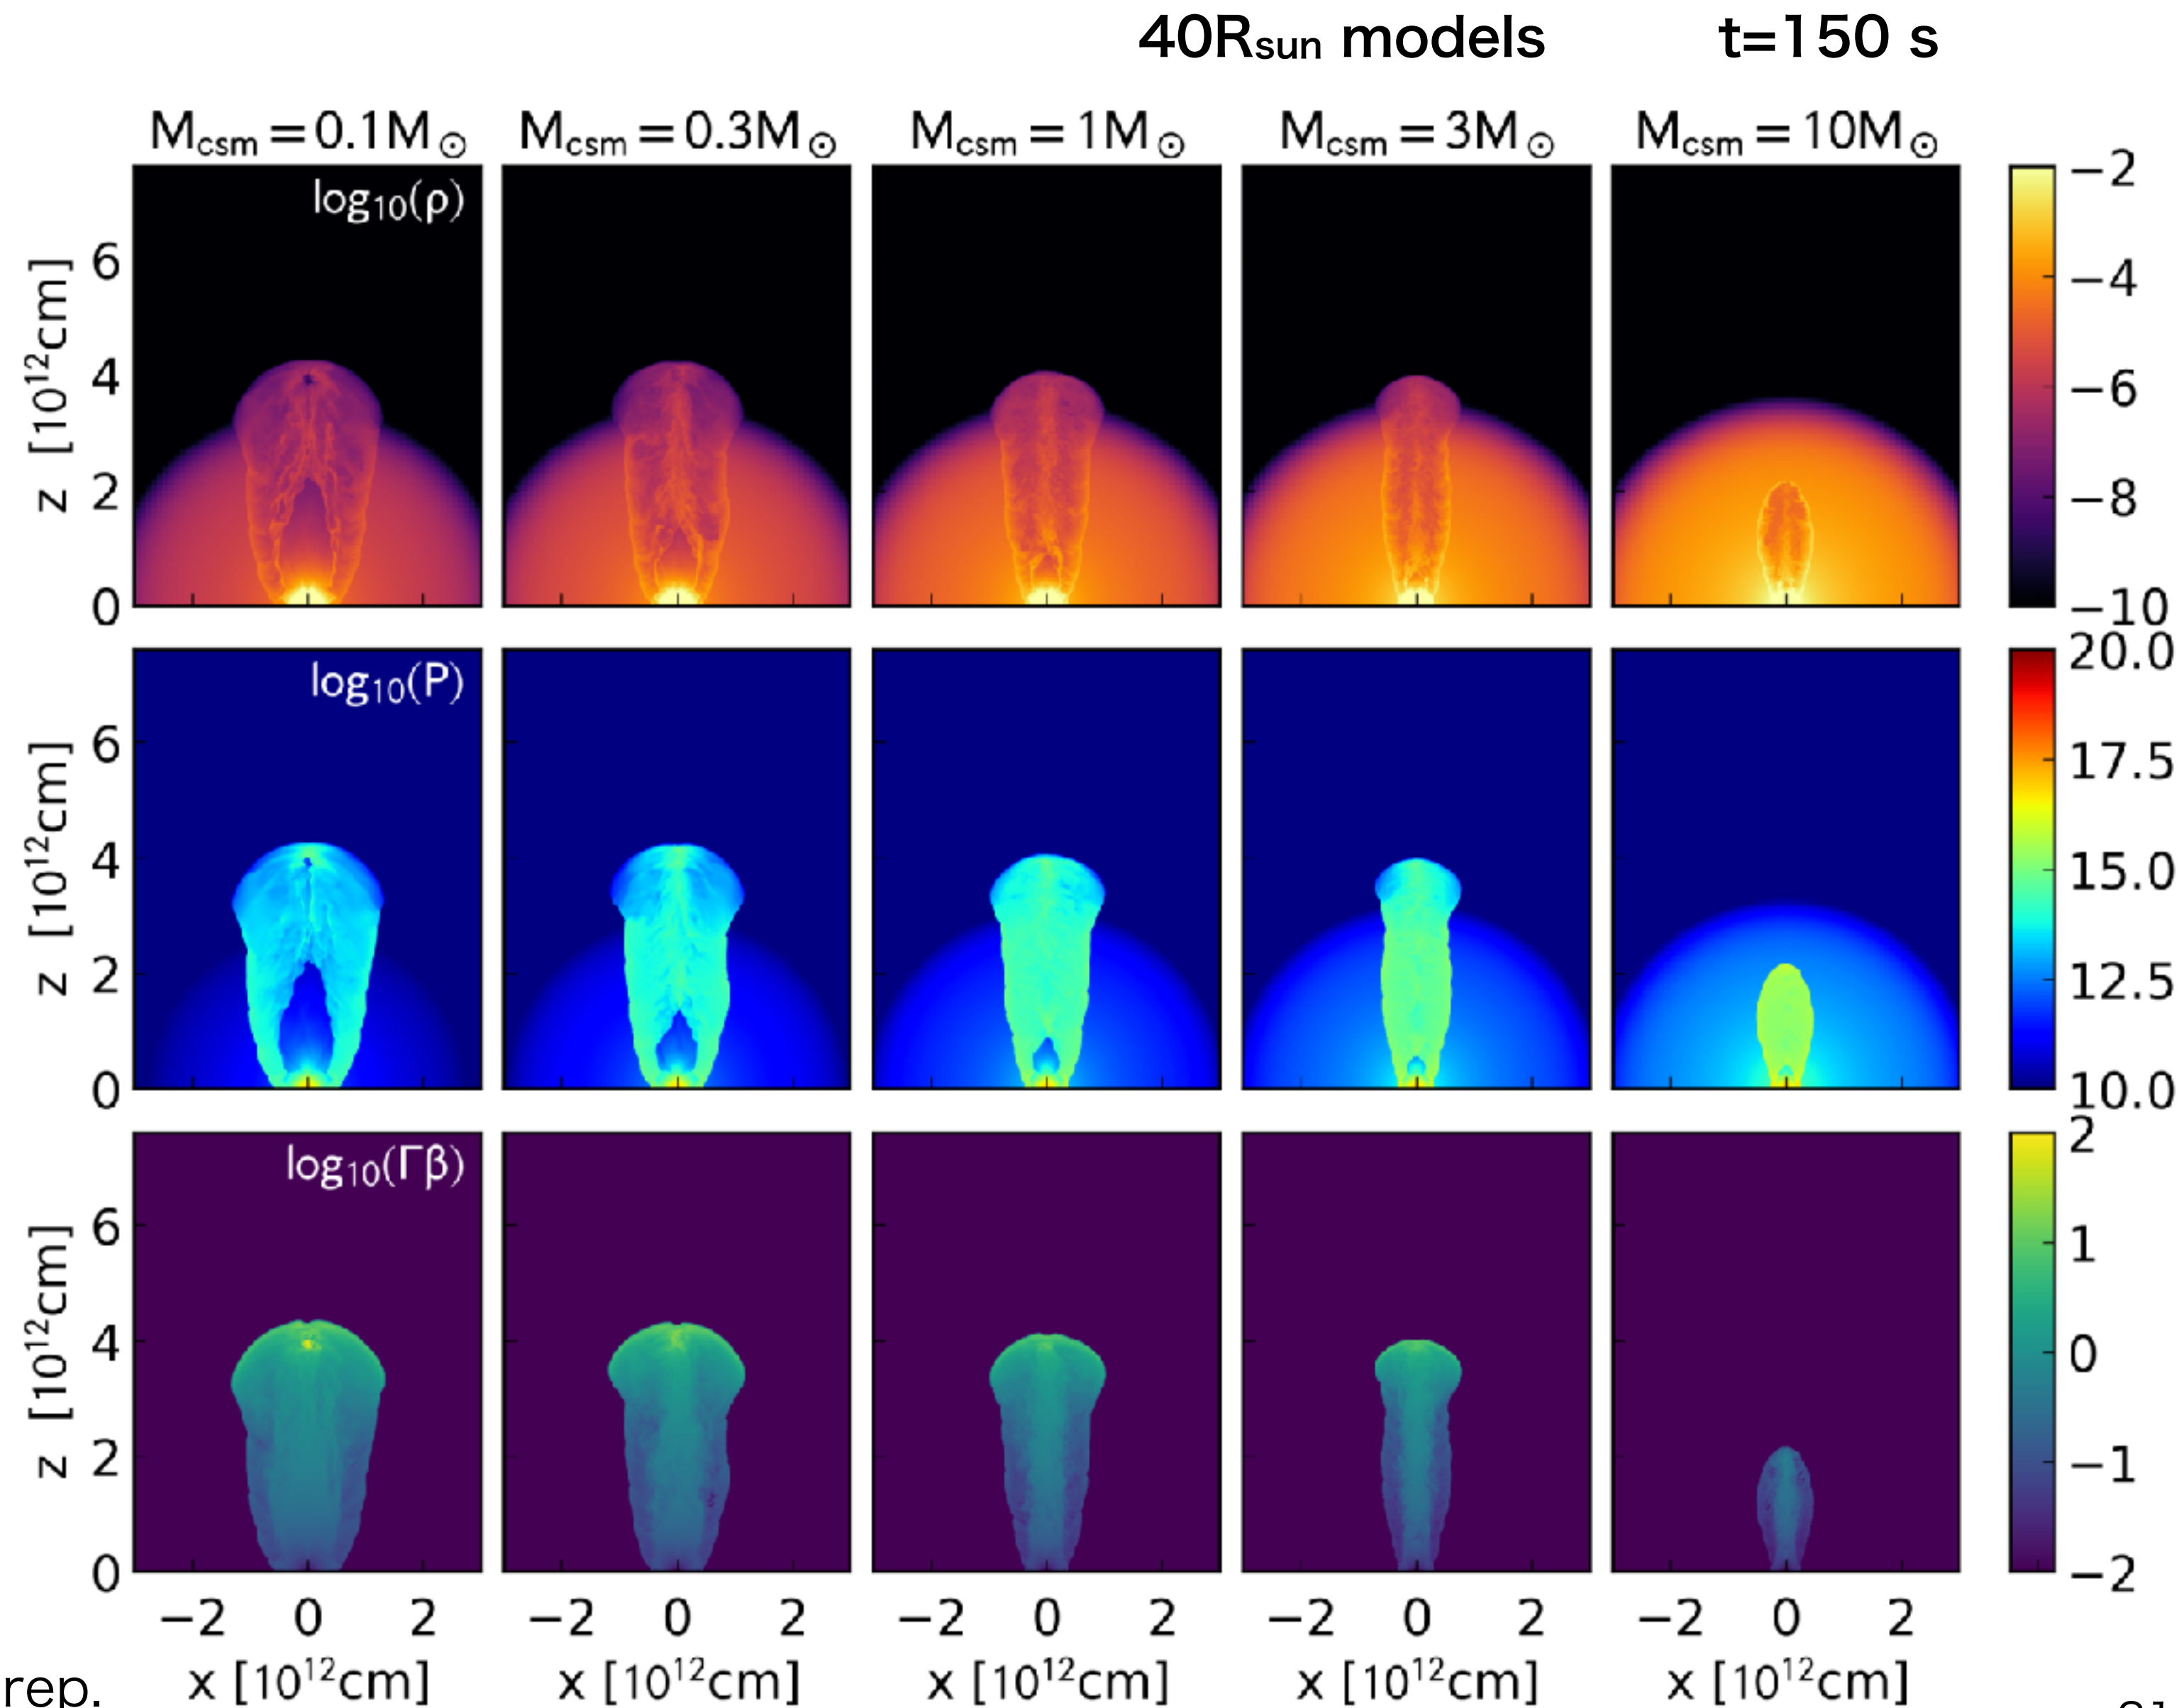 40Rsun models t=150 s
Mcsm = 0.1M⊙ Mcsm = 0.3M⊙ Mcsm = 1M⊙ Mcsm = 3M⊙ Mcsm = 10M⊙
log10(ρ)
z [10^12cm]
6
4
2
0
−2
−4
−6
−8
−10
log10(P)
z [10^12cm]
6
4
2
0
20.0
17.5
15.0
12.5
10.0
log10(Γβ)
z [10^12cm]
6
4
2
0
2
1
0
−1
−2
−2 0 2 −2 0 2 −2 0 2 −2 0 2 −2 0 2
x [10^12cm] x [10^12cm] x [10^12cm] x [10^12cm] x [10^12cm]
rep.